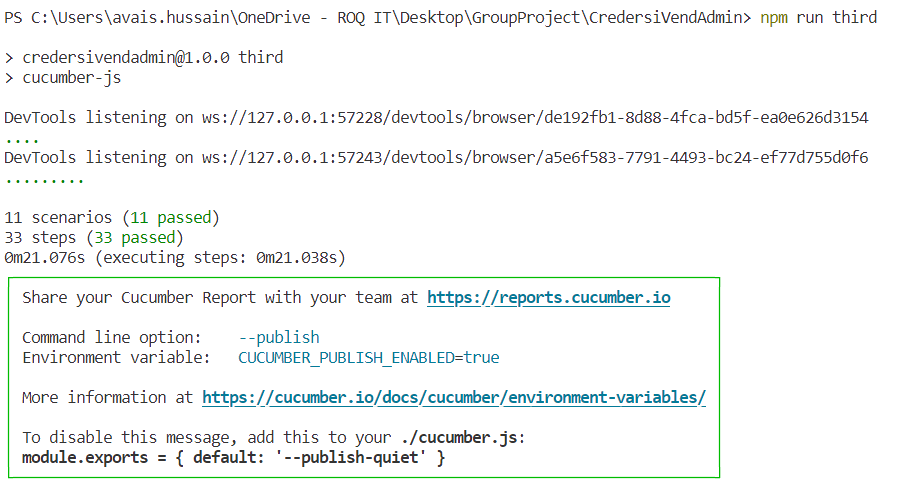 PS C:\Users\avais.hussain\OneDrive - ROQ IT\Desktop\GroupProject\CredersiVendAdmin> npm run third
> credersivendadmin@1.0.0 third
> cucumber-js
DevTools listening on ws://127.0.0.1:57228/devtools/browser/de192fb1-8d88-4fca-bd5f-ea0e626d3154
....
DevTools listening on ws://127.0.0.1:57243/devtools/browser/a5e6f583-7791-4493-bc24-ef77d755d0f6
.........
11 scenarios (11 passed)
33 steps (33 passed)
0m21.076s (executing steps: 0m21.038s)
Share your Cucumber Report with your team at https://reports.cucumber.io
Command line option: --publish
Environment variable: CUCUMBER_PUBLISH_ENABLED=true
More information at https://cucumber.io/docs/cucumber/environment-variables/
To disable this message, add this to your ./cucumber.js:
module.exports = { default: '--publish-quiet' }